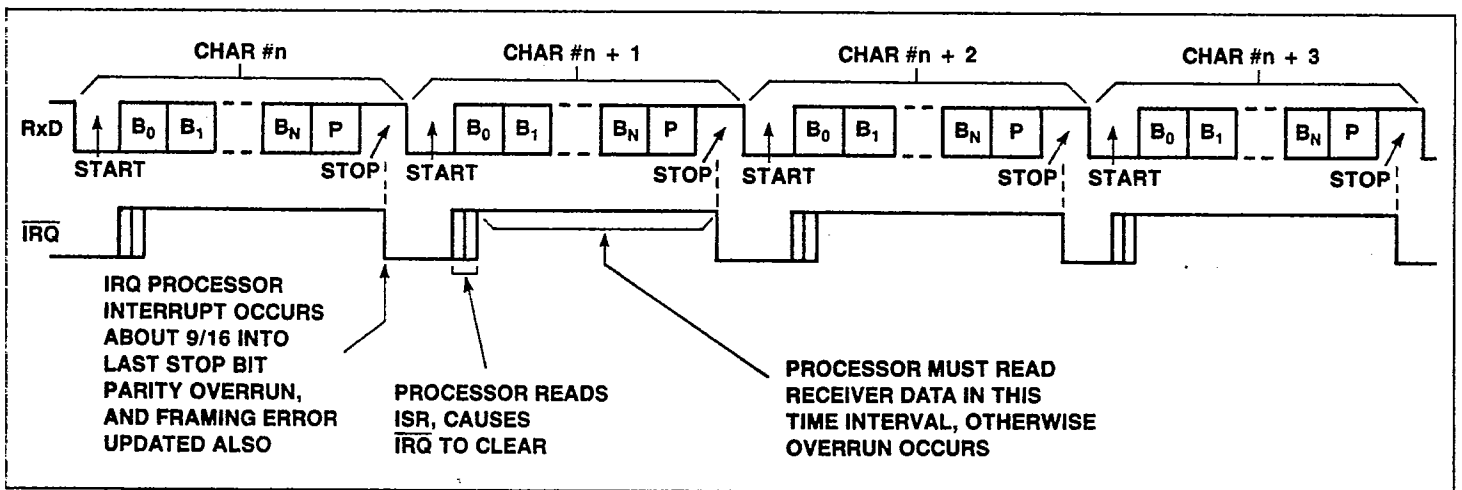 CHAR #n CHAR #n + 1 CHAR #n + 2 CHAR #n + 3
RxD B0 B1 BN P B0 B1 BN P B0 B1 BN P B0 B1 BN P
START STOP START STOP START STOP START STOP
IRQ
IRQ PROCESSOR
INTERRUPT OCCURS
ABOUT 9/16 INTO
LAST STOP BIT
PARITY OVERRUN,
AND FRAMING ERROR
UPDATED ALSO
PROCESSOR READS
ISR, CAUSES
IRQ TO CLEAR
PROCESSOR MUST READ
RECEIVER DATA IN THIS
TIME INTERVAL, OTHERWISE
OVERRUN OCCURS